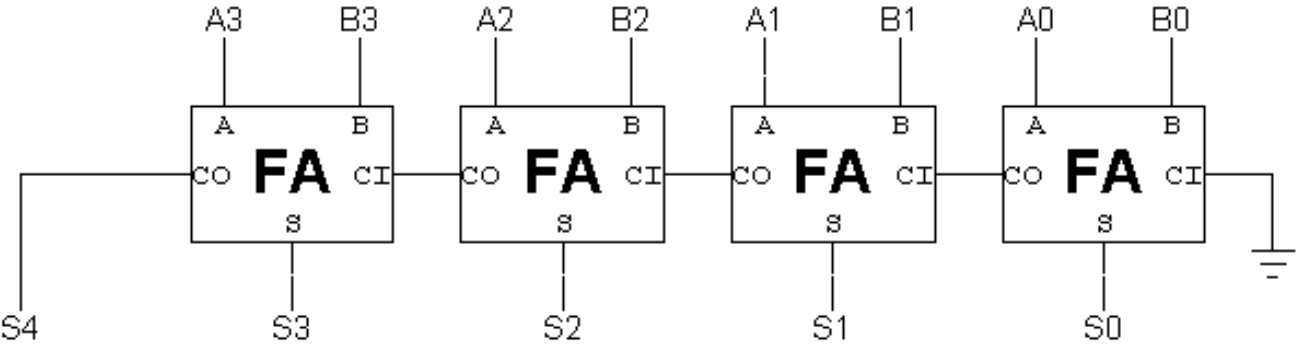 A3 B3 A2 B2 A1 B1 A0 B0
A B A B A B A B
CO FA CI CO FA CI CO FA CI CO FA CI
S S S S
S4 S3 S2 S1 S0